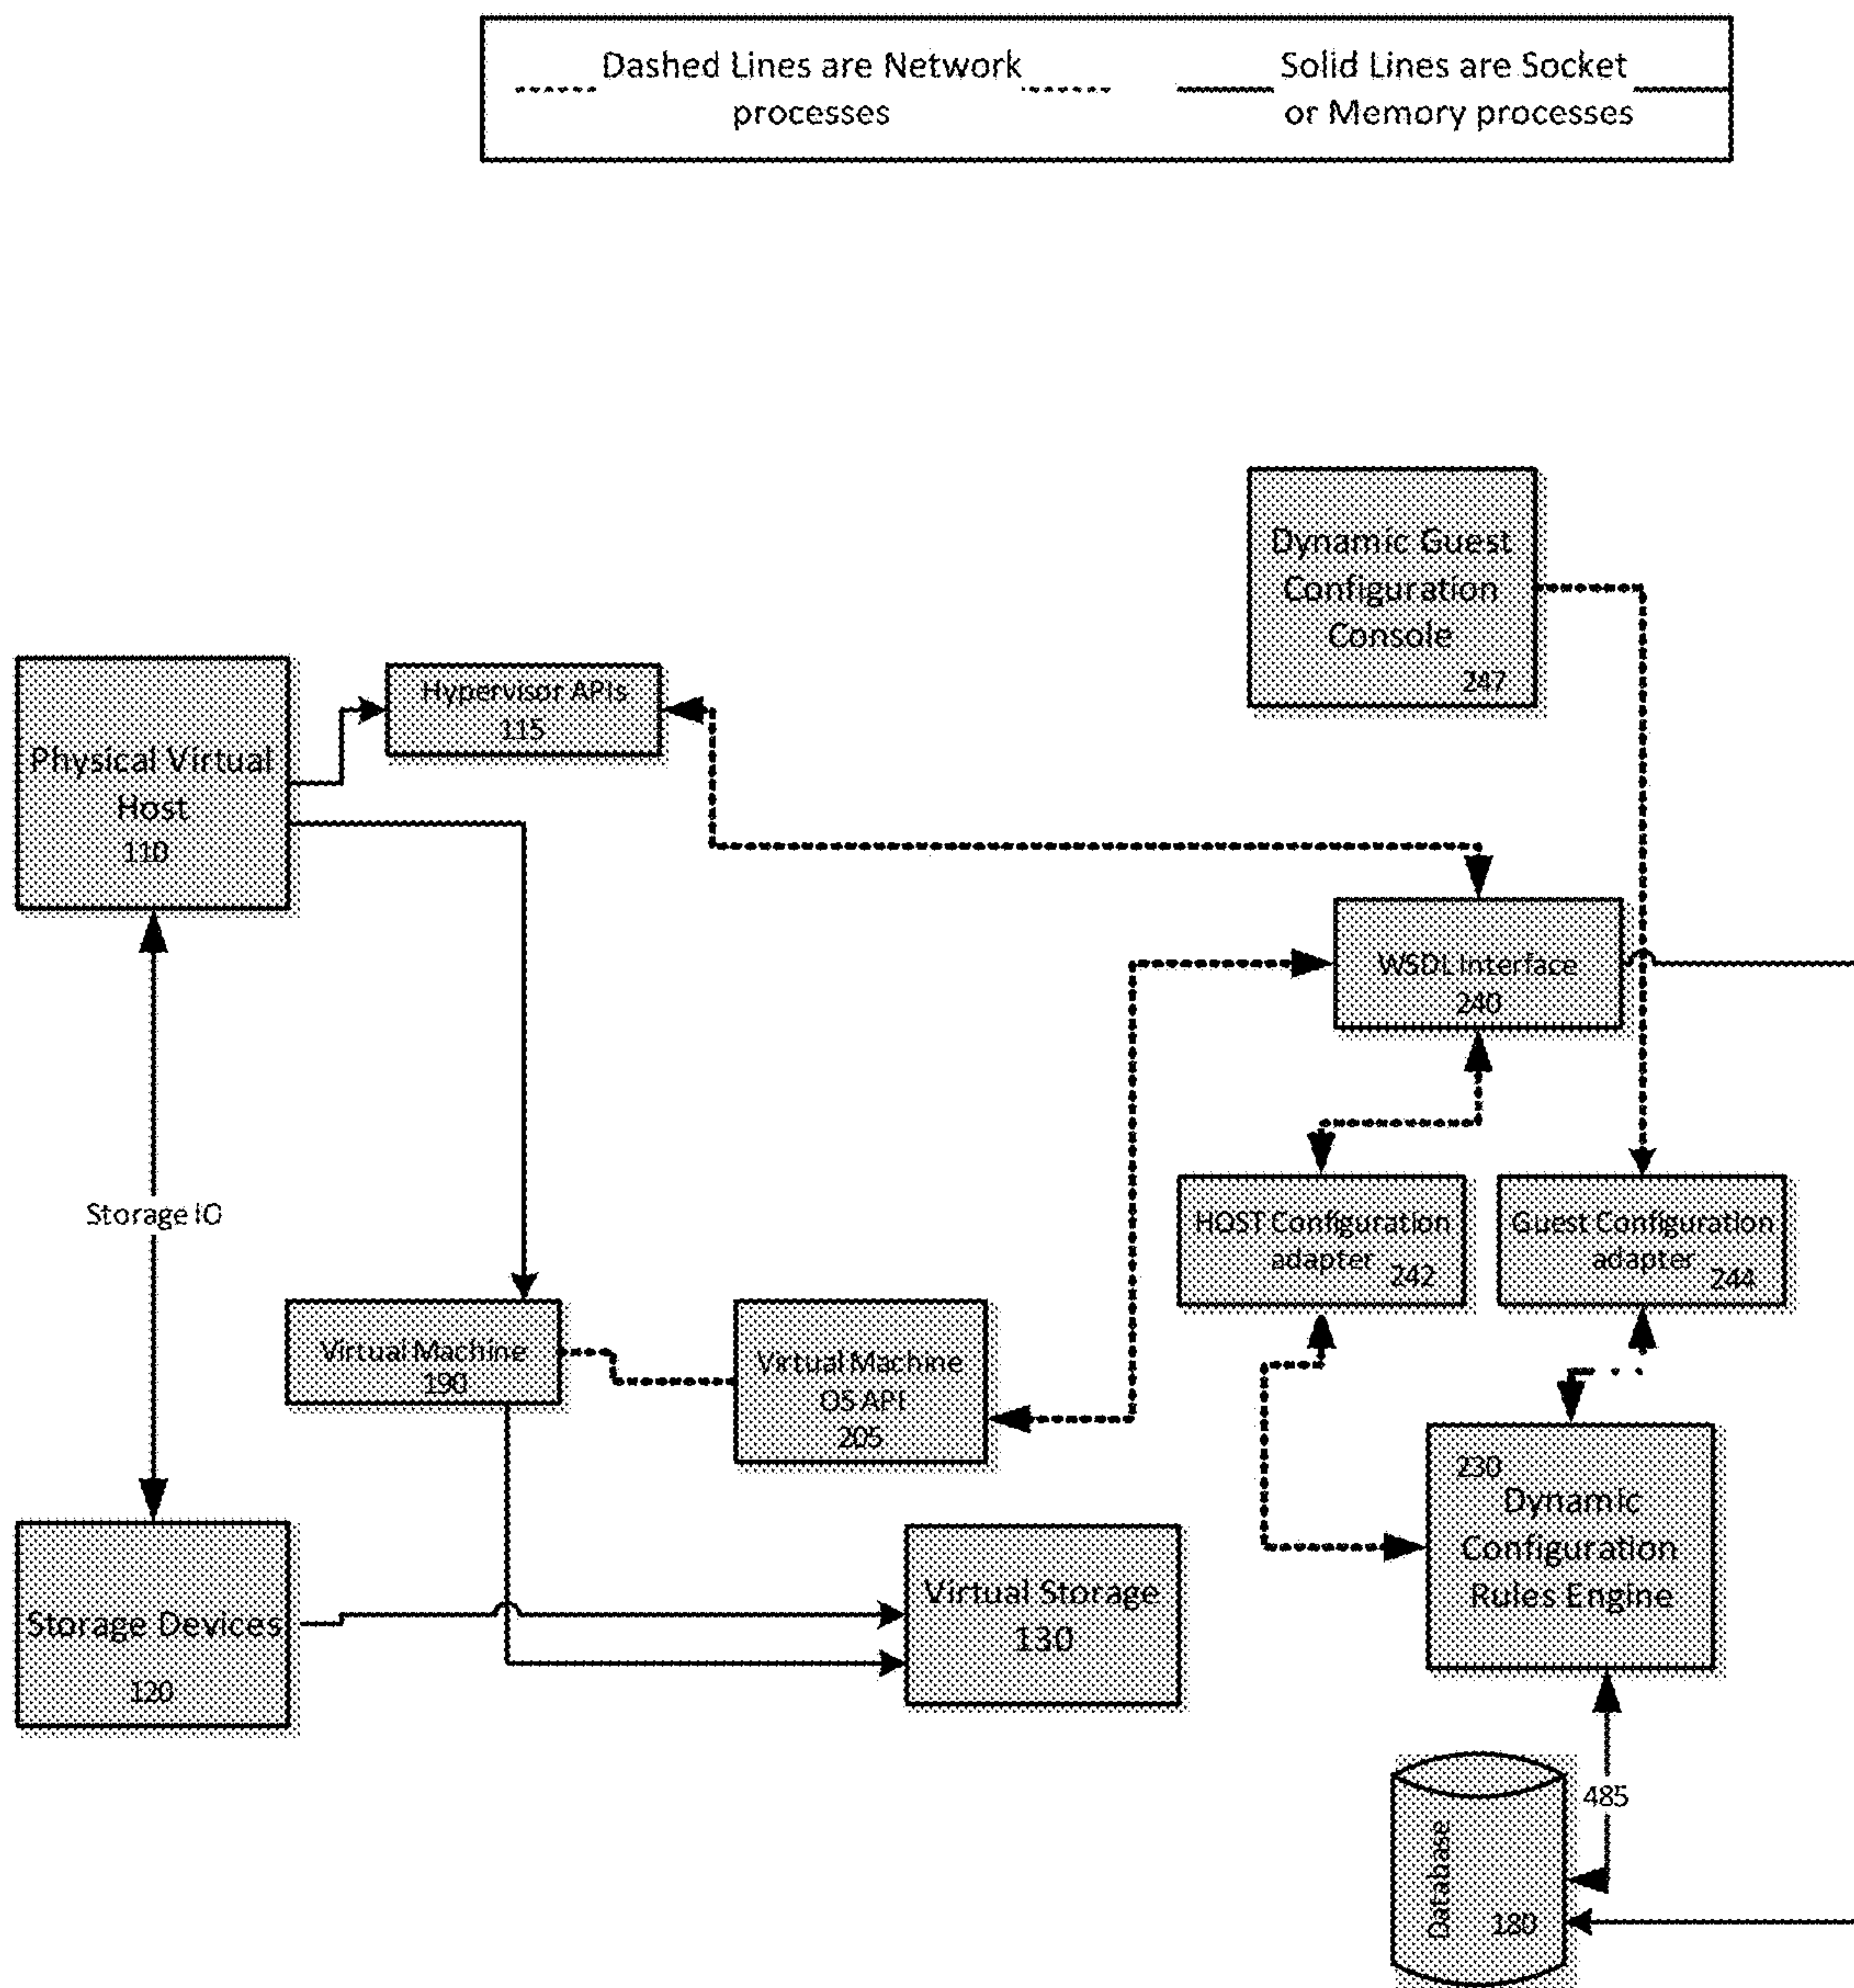 Dashed Lines are Network
processes
Solid Lines are Socket
or Memory processes
Dynamic Guest
Configuration
Console
247
Hypervisor APIs
115
Physical Virtual
Host
110
WSDL Interface
240
Storage IO
HOST Configuration
adapter 242
Guest Configuration
adapter 244
Virtual Machine
190
Virtual Machine
OS API
205
230
Dynamic
Configuration
Rules Engine
Virtual Storage
130
Storage Devices
120
485
Database
180